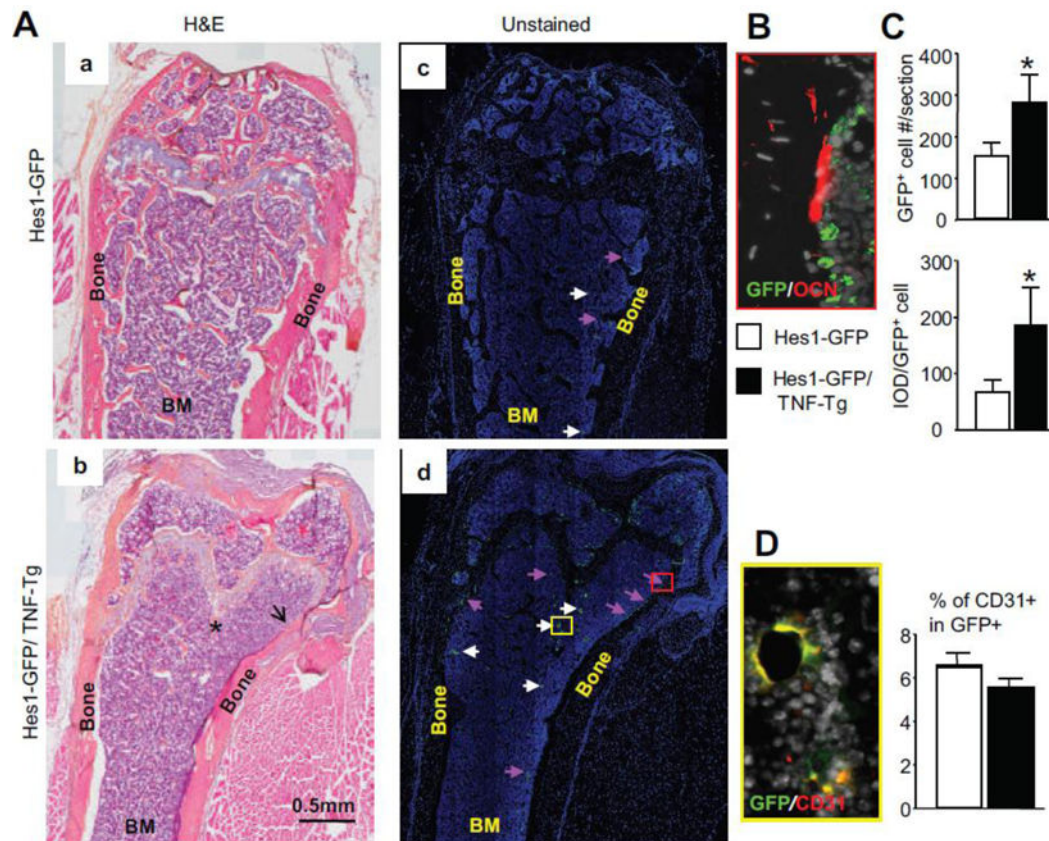 A
H&E
Unstained
B
C
Hes1-GFP
a
Bone
Bone
BM
c
Bone
Bone
BM
GFP/OCN
Hes1-GFP
Hes1-GFP/
TNF-Tg
GFP⁺ cell #/section
400
300
200
100
0
*
IOD/GFP⁺ cell
300
200
100
0
*
Hes1-GFP/ TNF-Tg
b
*
Bone
Bone
0.5mm
BM
d
Bone
Bone
BM
D
GFP/CD31
% of CD31+
in GFP+
8
6
4
2
0